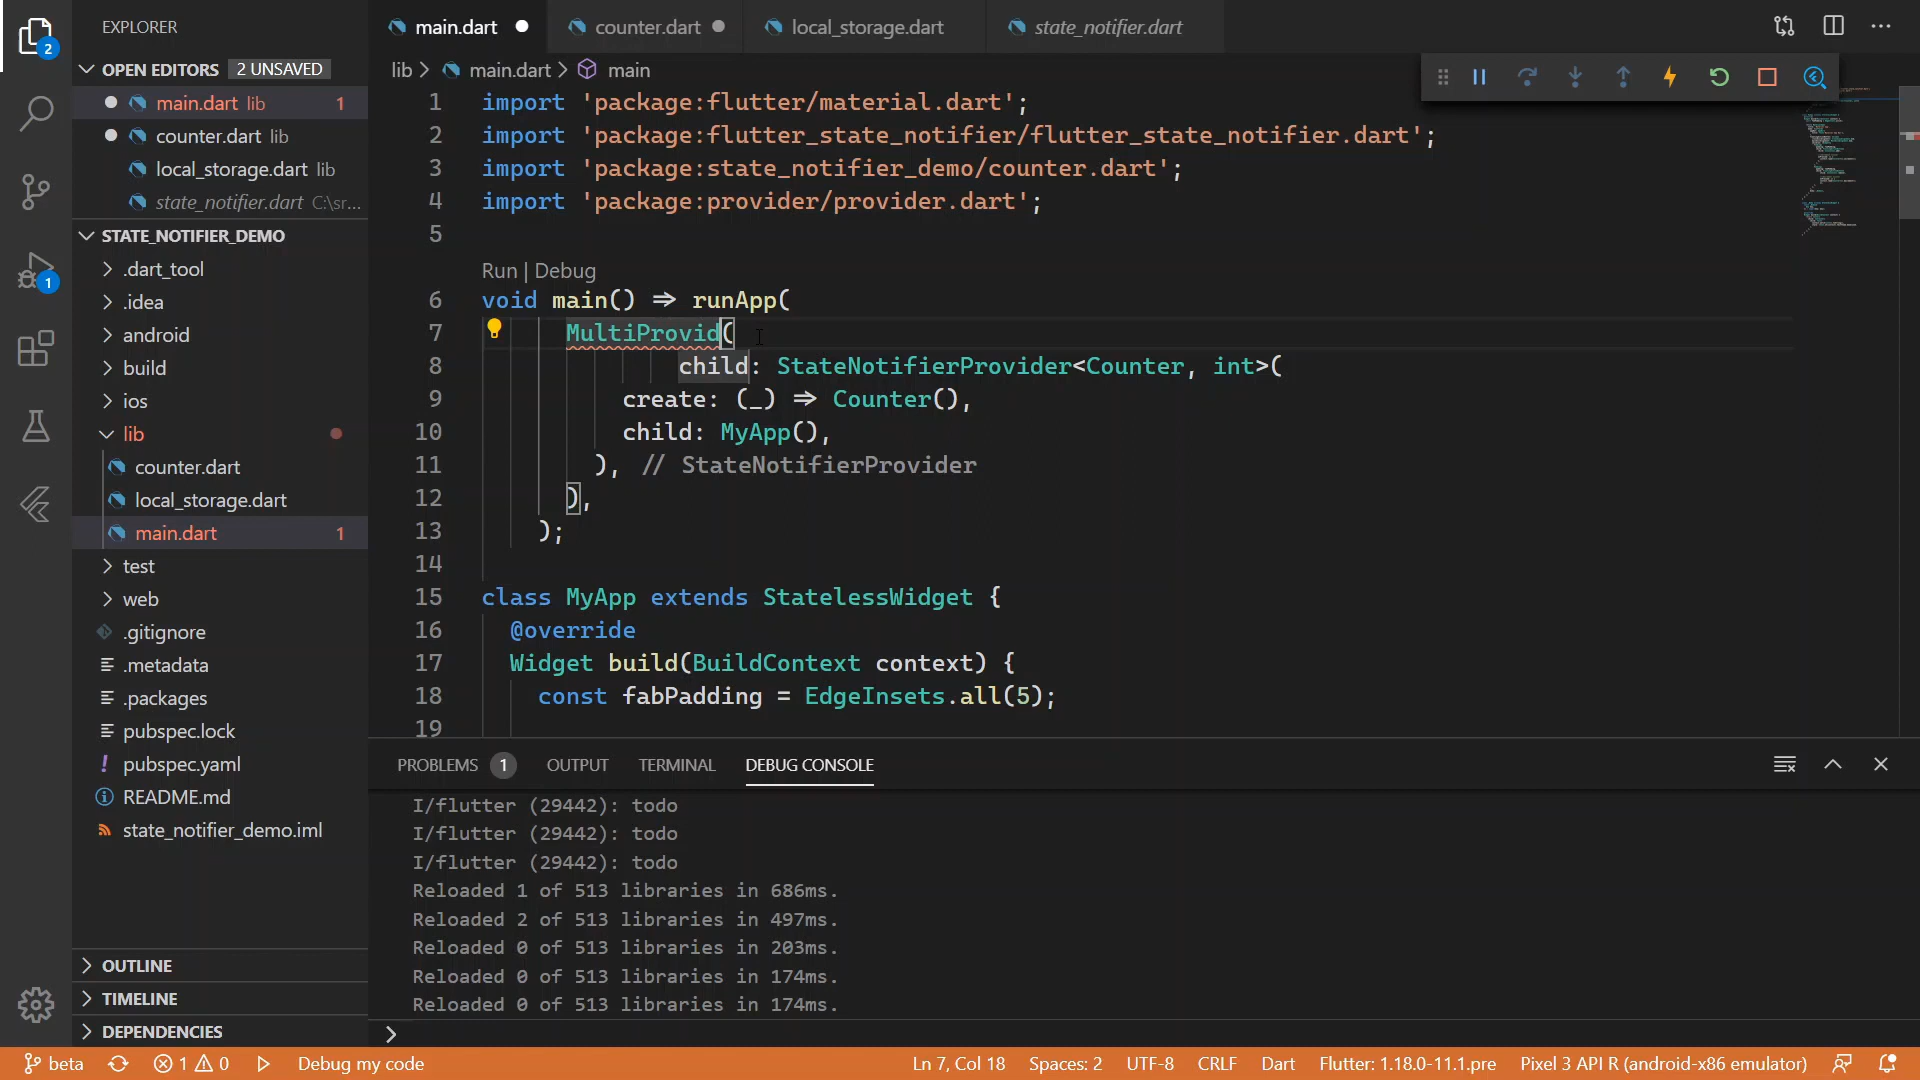 EXPLORER
OPEN EDITORS 2 UNSAVED
main.dart lib 1
counter.dart lib
local_storage.dart lib
state_notifier.dart C:\sr...
STATE_NOTIFIER_DEMO
.dart_tool
.idea
android
build
ios
lib
counter.dart
local_storage.dart
main.dart 1
test
web
.gitignore
.metadata
.packages
pubspec.lock
pubspec.yaml
README.md
state_notifier_demo.iml
OUTLINE
TIMELINE
DEPENDENCIES
2
1
main.dart counter.dart local_storage.dart state_notifier.dart
lib > main.dart > main
1 import 'package:flutter/material.dart';
2 import 'package:flutter_state_notifier/flutter_state_notifier.dart';
3 import 'package:state_notifier_demo/counter.dart';
4 import 'package:provider/provider.dart';
5
Run | Debug
6 void main() => runApp(
7 MultiProvid(
8 child: StateNotifierProvider<Counter, int>(
9 create: (_) => Counter(),
10 child: MyApp(),
11 ), // StateNotifierProvider
12 ),
13 );
14
15 class MyApp extends StatelessWidget {
16 @override
17 Widget build(BuildContext context) {
18 const fabPadding = EdgeInsets.all(5);
19
PROBLEMS 1 OUTPUT TERMINAL DEBUG CONSOLE
I/flutter (29442): todo
I/flutter (29442): todo
I/flutter (29442): todo
Reloaded 1 of 513 libraries in 686ms.
Reloaded 2 of 513 libraries in 497ms.
Reloaded 0 of 513 libraries in 203ms.
Reloaded 0 of 513 libraries in 174ms.
Reloaded 0 of 513 libraries in 174ms.
>
beta 1 0 Debug my code Ln 7, Col 18 Spaces: 2 UTF-8 CRLF Dart Flutter: 1.18.0-11.1.pre Pixel 3 API R (android-x86 emulator)